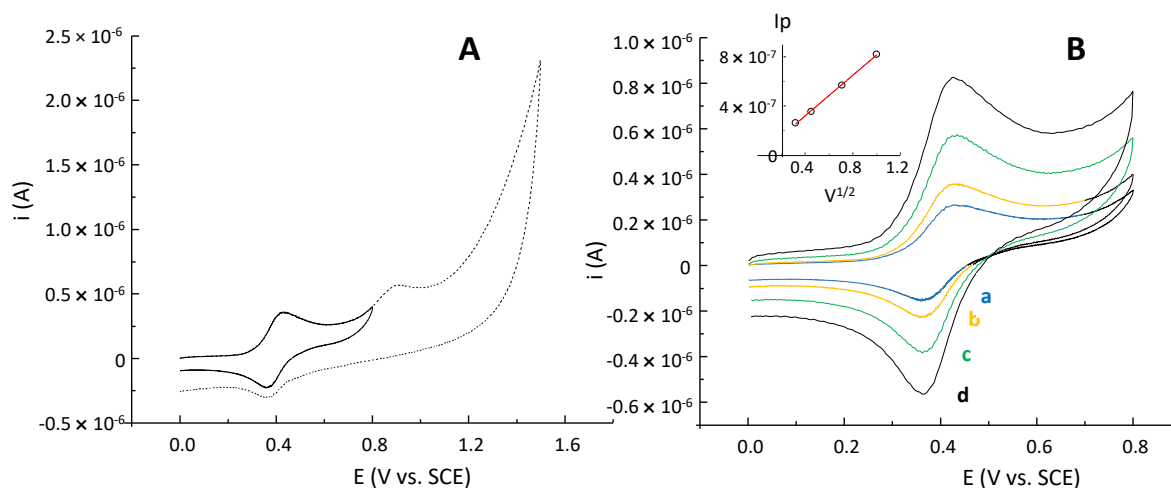 A
2.5 × 10⁻⁶
2.0 × 10⁻⁶
1.5 × 10⁻⁶
1.0 × 10⁻⁶
0.5 × 10⁻⁶
0
-0.5 × 10⁻⁶
i (A)
0.0 0.4 0.8 1.2 1.6
E (V vs. SCE)
B
1.0 × 10⁻⁶
0.8 × 10⁻⁶
0.6 × 10⁻⁶
0.4 × 10⁻⁶
0.2 × 10⁻⁶
0
-0.2 × 10⁻⁶
-0.4 × 10⁻⁶
-0.6 × 10⁻⁶
i (A)
Ip
8 × 10⁻⁷
4 × 10⁻⁷
0
0.4 0.8 1.2
V¹/²
a
b
c
d
0.0 0.2 0.4 0.6 0.8
E (V vs. SCE)